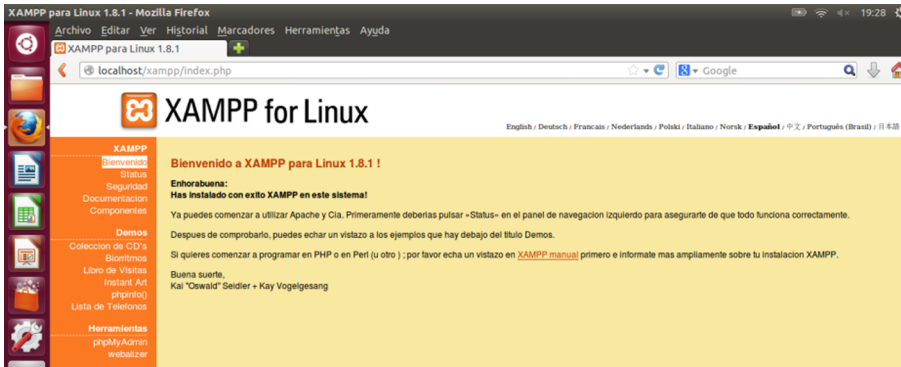 XAMPP para Linux 1.8.1 - Mozilla Firefox
19:28
Archivo Editar Ver Historial Marcadores Herramientas Ayuda
XAMPP para Linux 1.8.1
localhost/xampp/index.php
Google
XAMPP for Linux
English / Deutsch / Francais / Nederlands / Polski / Italiano / Norsk / Español / 中文 / Português (Brasil) / 日本語
XAMPP
Bienvenido
Status
Seguridad
Documentacion
Componentes
Demos
Coleccion de CD's
Biorritmos
Libro de Visitas
Instant Art
phpinfo()
Lista de Telefonos
Herramientas
phpMyAdmin
webalizer
Bienvenido a XAMPP para Linux 1.8.1 !
Enhorabuena:
Has instalado con exito XAMPP en este sistema!
Ya puedes comenzar a utilizar Apache y Cia. Primeramente deberias pulsar «Status« en el panel de navegacion izquierdo para asegurarte de que todo funciona correctamente.
Despues de comprobarlo, puedes echar un vistazo a los ejemplos que hay debajo del titulo Demos.
Si quieres comenzar a programar en PHP o en Perl (u otro ) ; por favor echa un vistazo en XAMPP manual primero e informate mas ampliamente sobre tu instalacion XAMPP.
Buena suerte,
Kai "Oswald" Seidler + Kay Vogelgesang